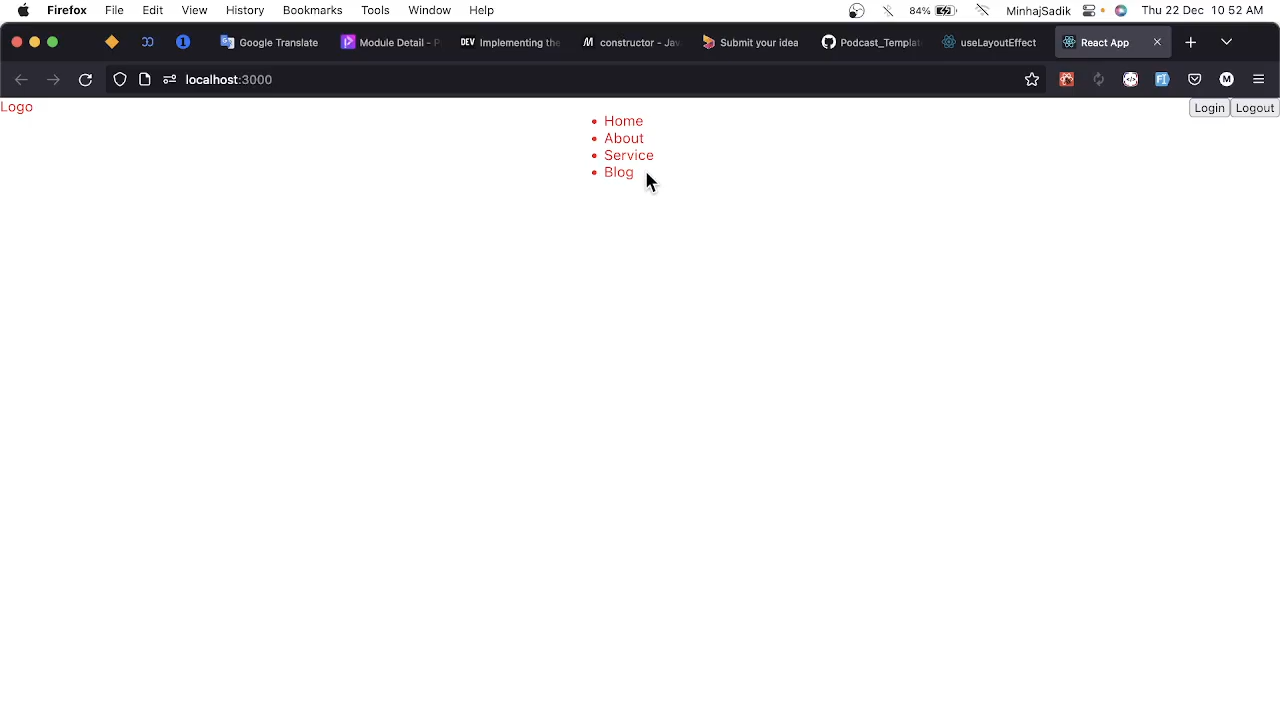 Firefox File Edit View History Bookmarks Tools Window Help 84% MinhajSadik Thu 22 Dec 10 52 AM
Google Translate Module Detail - P DEV Implementing the M constructor - Jav Submit your idea Podcast_Templat useLayoutEffect React App
localhost:3000 M
Logo Login Logout
• Home
• About
• Service
• Blog